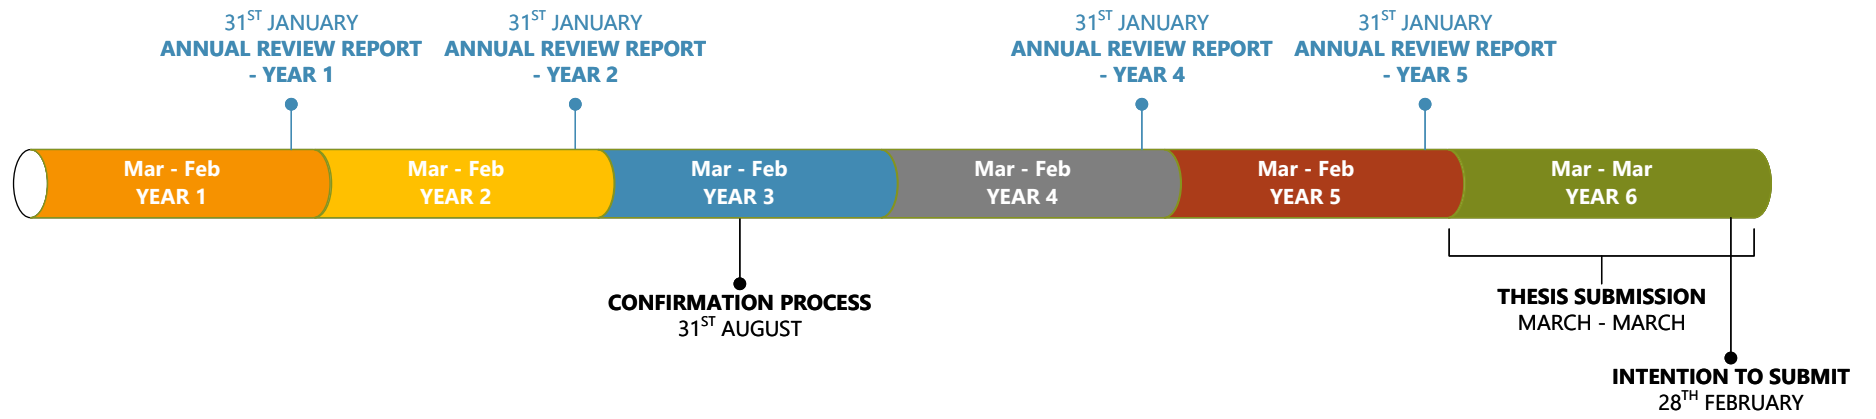 31ST JANUARY
ANNUAL REVIEW REPORT
- YEAR 1
31ST JANUARY
ANNUAL REVIEW REPORT
- YEAR 2
31ST JANUARY
ANNUAL REVIEW REPORT
- YEAR 4
31ST JANUARY
ANNUAL REVIEW REPORT
- YEAR 5
Mar - Feb
YEAR 1
Mar - Feb
YEAR 2
Mar - Feb
YEAR 3
Mar - Feb
YEAR 4
Mar - Feb
YEAR 5
Mar - Mar
YEAR 6
CONFIRMATION PROCESS
31ST AUGUST
THESIS SUBMISSION
MARCH - MARCH
INTENTION TO SUBMIT
28TH FEBRUARY